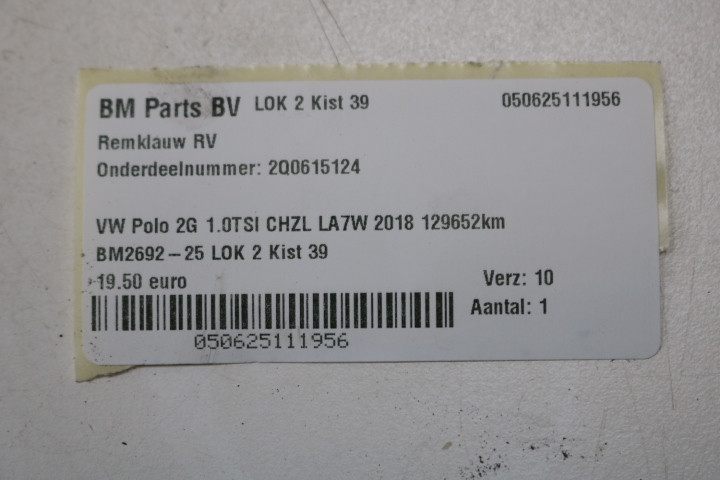 BM Parts BV LOK 2 Kist 39 050625111956
Remklauw RV
Onderdeelnummer: 2Q0615124
VW Polo 2G 1.0TSI CHZL LA7W 2018 129652km
BM2692-25 LOK 2 Kist 39
19.50 euro Verz: 10
Aantal: 1
050625111956